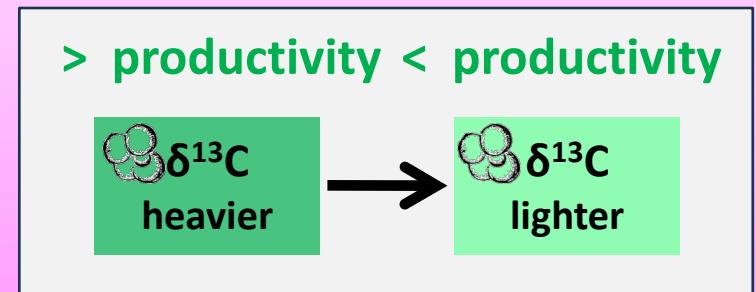 > productivity < productivity
δ¹³C
heavier
δ¹³C
lighter